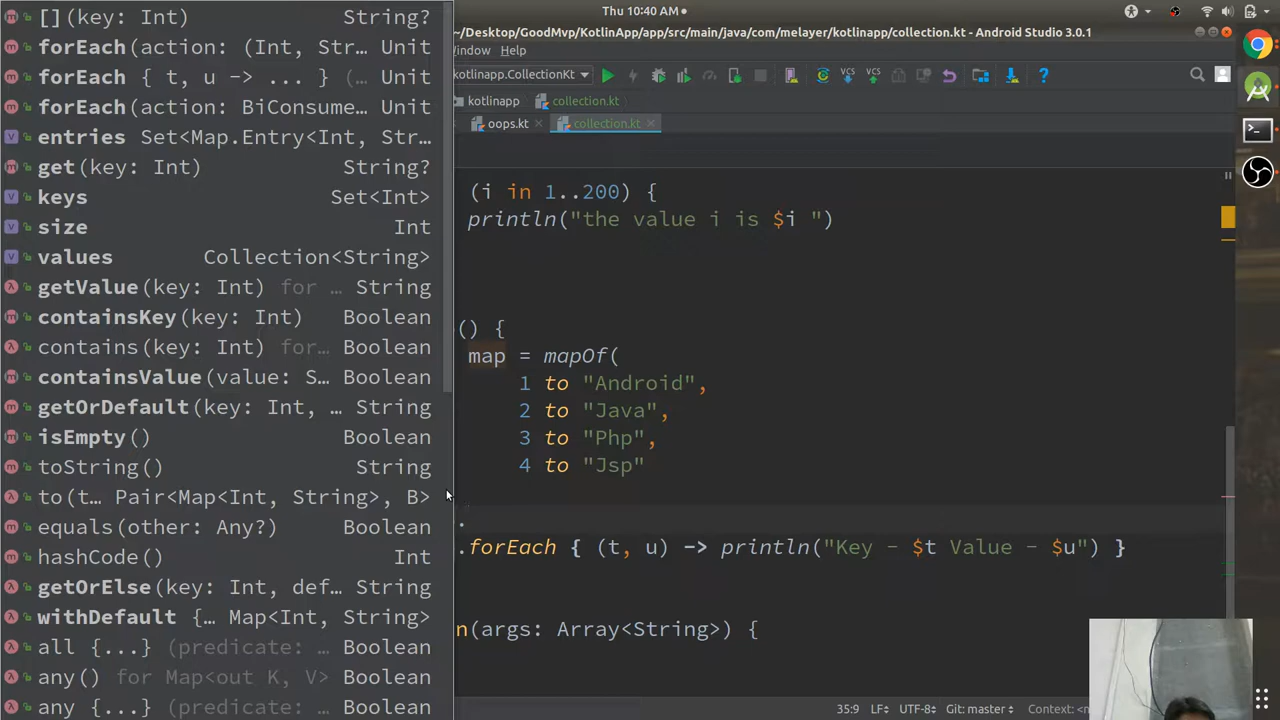 Thu 10:40 AM
~/Desktop/GoodMvp/KotlinApp/app/src/main/java/com/melayer/kotlinapp/collection.kt - Android Studio 3.0.1
Window Help
kotlinapp.CollectionKt
kotlinapp collection.kt
oops.kt collection.kt
[](key: Int) String?
forEach(action: (Int, Str… Unit
forEach { t, u -> ... } (… Unit
forEach(action: BiConsume… Unit
entries Set<Map.Entry<Int, Str…
get(key: Int) String?
keys Set<Int>
size Int
values Collection<String>
getValue(key: Int) for … String
containsKey(key: Int) Boolean
contains(key: Int) for… Boolean
containsValue(value: S… Boolean
getOrDefault(key: Int, … String
isEmpty() Boolean
toString() String
to(t… Pair<Map<Int, String>, B>
equals(other: Any?) Boolean
hashCode() Int
getOrElse(key: Int, def… String
withDefault {… Map<Int, String>
all {...} (predicate: … Boolean
any() for Map<out K, V> Boolean
any {...} (predicate: … Boolean
(i in 1..200) {
println("the value i is $i ")
() {
map = mapOf(
1 to "Android",
2 to "Java",
3 to "Php",
4 to "Jsp"
.
.forEach { (t, u) -> println("Key - $t Value - $u") }
n(args: Array<String>) {
35:9 LF UTF-8 Git: master Context: <n